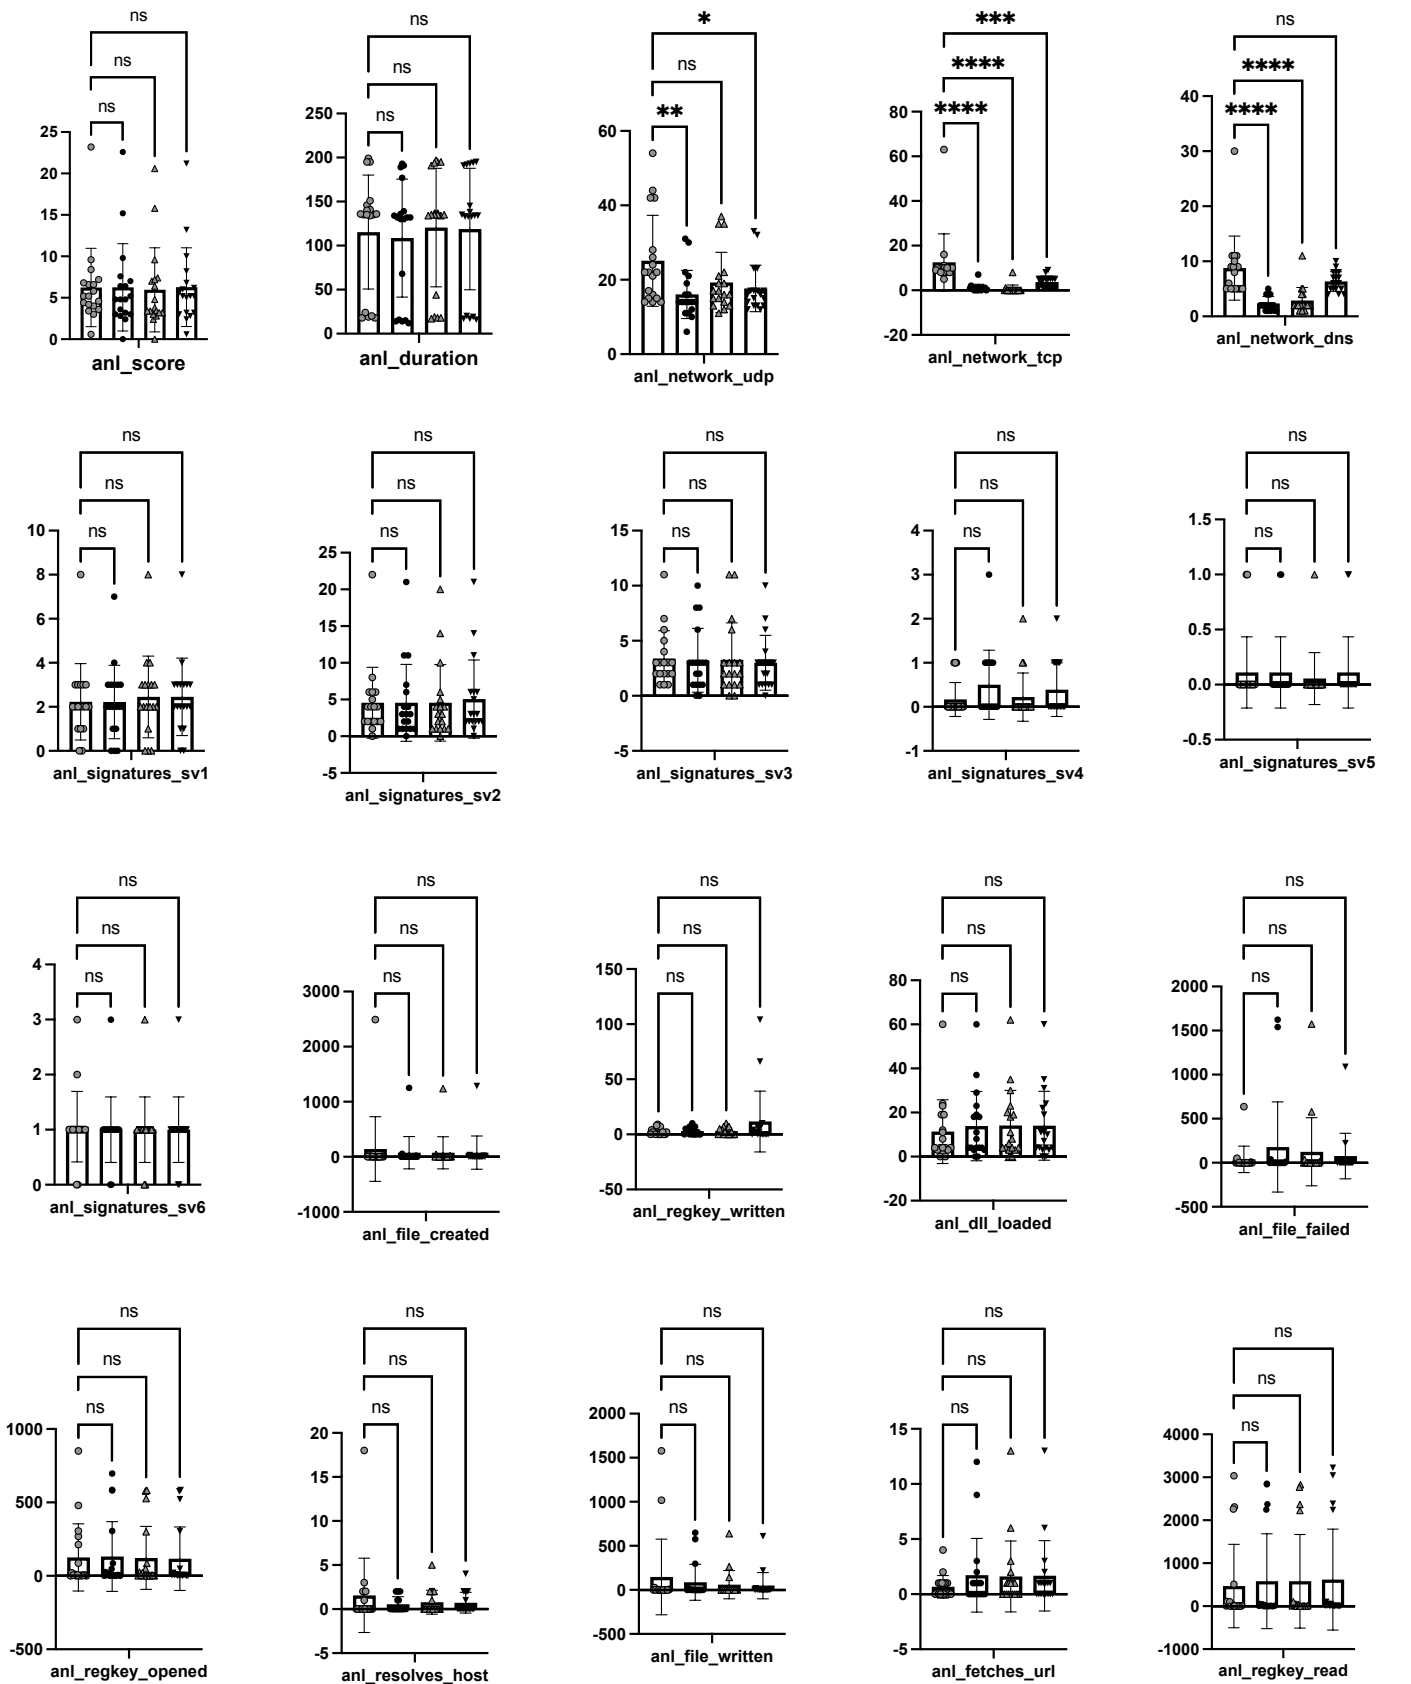 ns
ns
ns
25
20
15
10
5
0
anl_score
ns
ns
ns
250
200
150
100
50
0
anl_duration
*
ns
**
60
40
20
0
anl_network_udp
***
****
****
80
60
40
20
0
-20
anl_network_tcp
ns
****
****
40
30
20
10
0
anl_network_dns
ns
ns
ns
10
8
6
4
2
0
anl_signatures_sv1
ns
ns
ns
25
20
15
10
5
0
-5
anl_signatures_sv2
ns
ns
ns
15
10
5
0
-5
anl_signatures_sv3
ns
ns
ns
4
3
2
1
0
-1
anl_signatures_sv4
ns
ns
ns
1.5
1.0
0.5
0.0
-0.5
anl_signatures_sv5
ns
ns
ns
4
3
2
1
0
anl_signatures_sv6
ns
ns
ns
3000
2000
1000
0
-1000
anl_file_created
ns
ns
ns
150
100
50
0
-50
anl_regkey_written
ns
ns
ns
80
60
40
20
0
-20
anl_dll_loaded
ns
ns
ns
2000
1500
1000
500
0
-500
anl_file_failed
ns
ns
ns
1000
500
0
-500
anl_regkey_opened
ns
ns
ns
20
15
10
5
0
-5
anl_resolves_host
ns
ns
ns
2000
1500
1000
500
0
-500
anl_file_written
ns
ns
ns
15
10
5
0
-5
anl_fetches_url
ns
ns
ns
4000
3000
2000
1000
0
-1000
anl_regkey_read